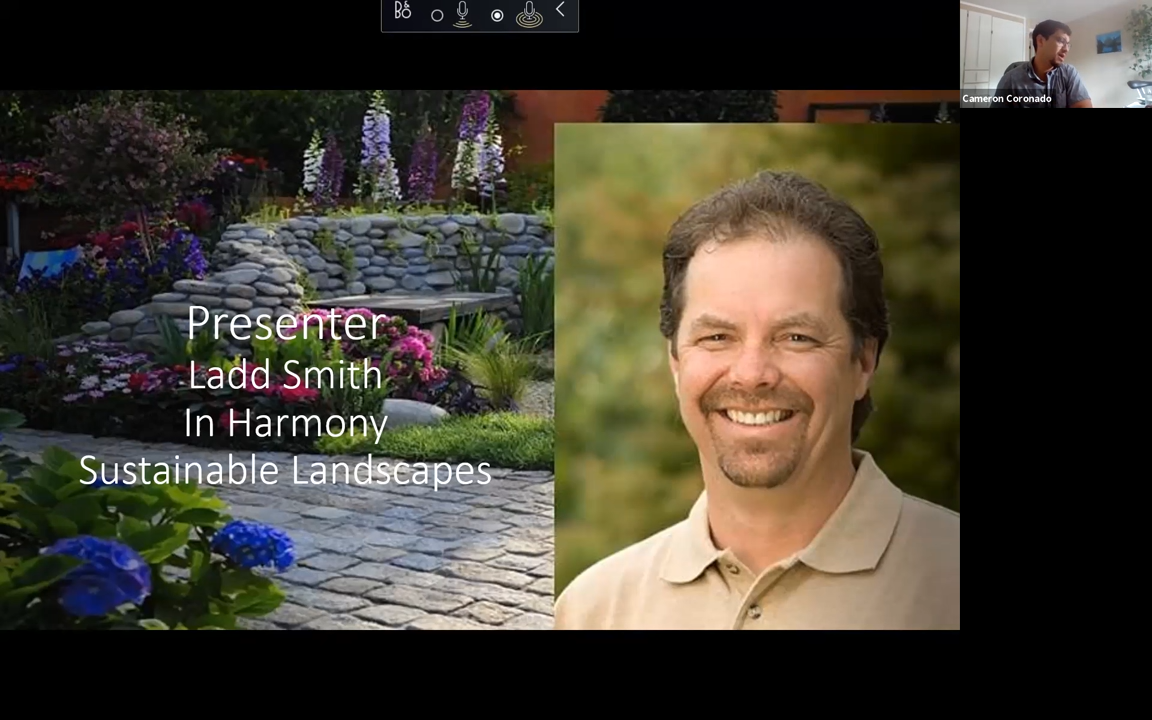 B&O
Cameron Coronado
Presenter
Ladd Smith
In Harmony
Sustainable Landscapes